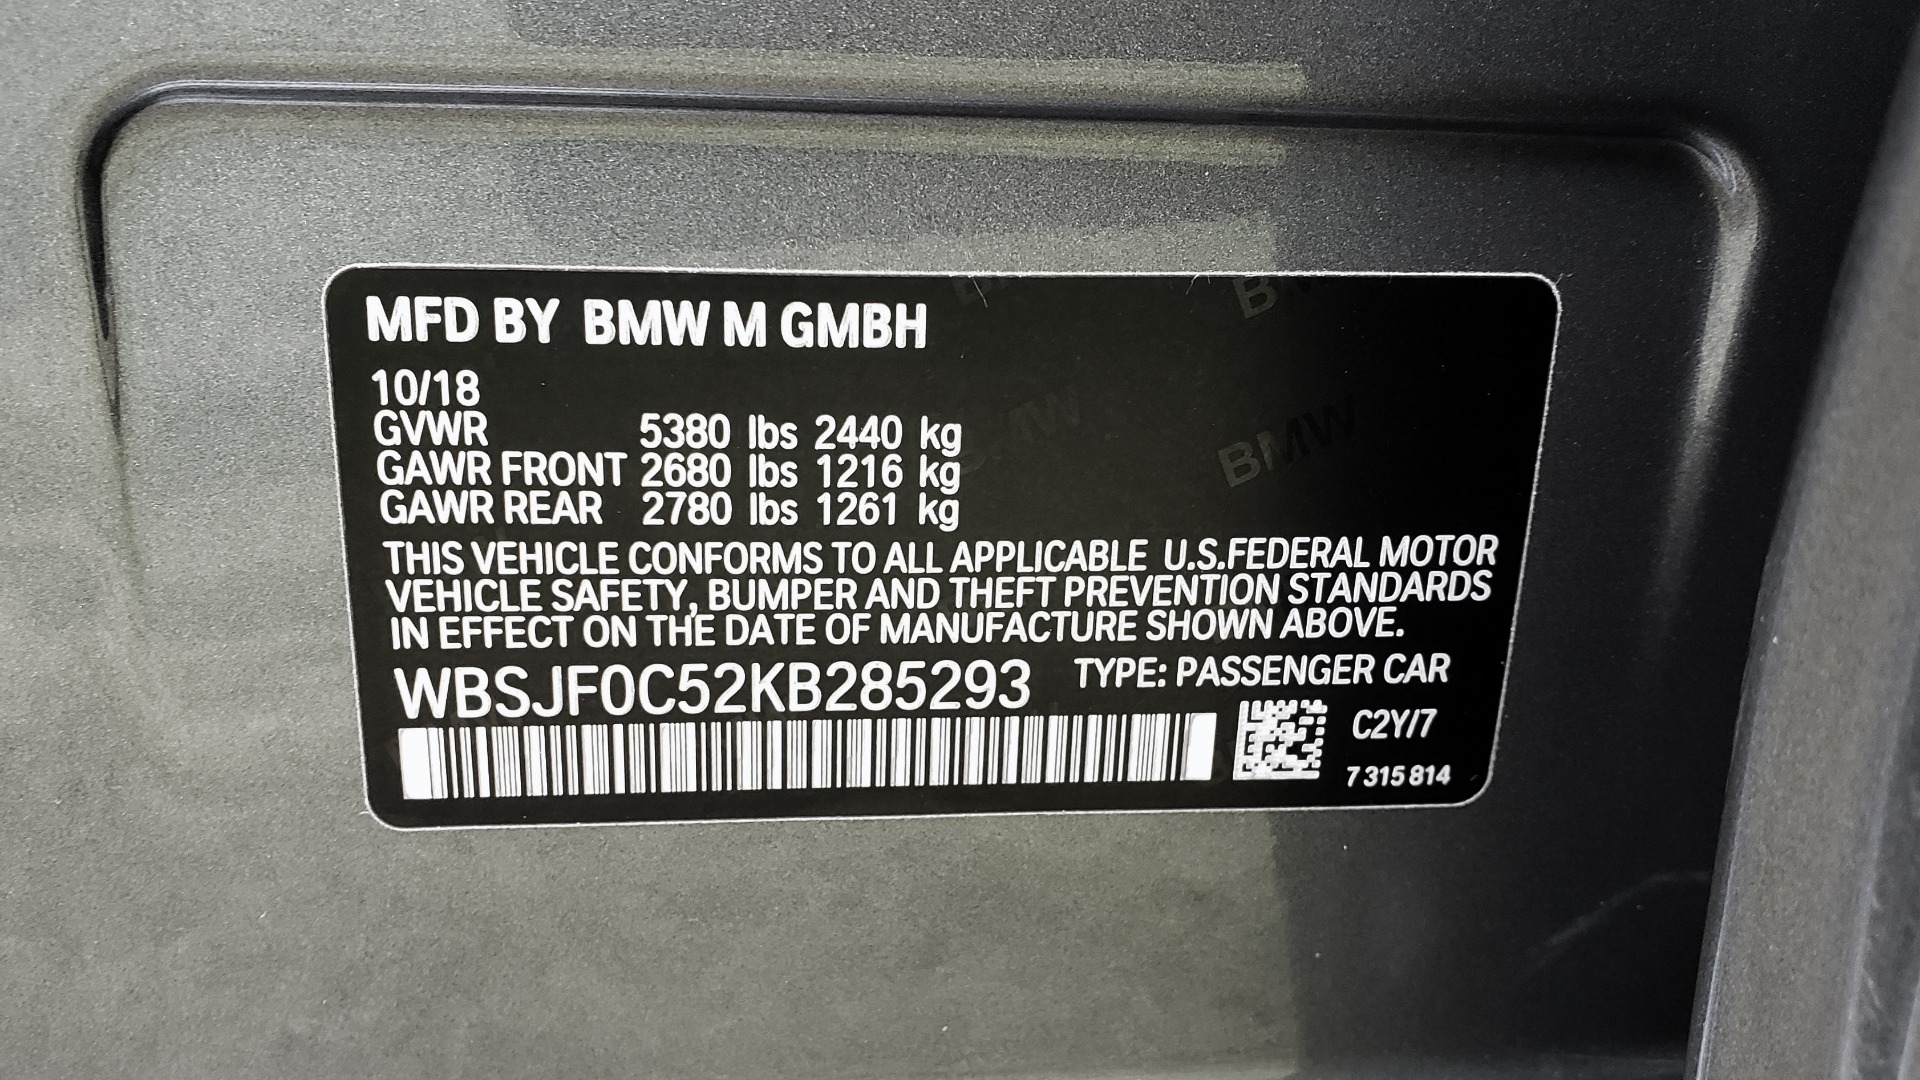 MFD BY BMW M GMBH
10/18
GVWR 5380 lbs 2440 kg
GAWR FRONT 2680 lbs 1216 kg
GAWR REAR 2780 lbs 1261 kg
THIS VEHICLE CONFORMS TO ALL APPLICABLE U.S.FEDERAL MOTOR
VEHICLE SAFETY, BUMPER AND THEFT PREVENTION STANDARDS
IN EFFECT ON THE DATE OF MANUFACTURE SHOWN ABOVE.
WBSJF0C52KB285293 TYPE: PASSENGER CAR
C2Y/7
7 315 814
BMW